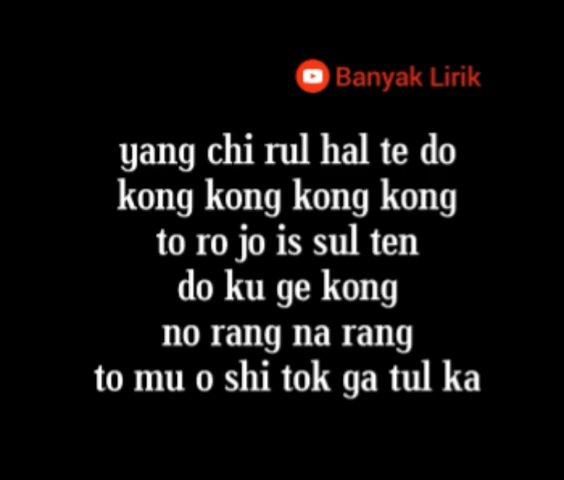 Banyak Lirik
yang chi rul hal te do
kong kong kong kong
to ro jo is sul ten
do ku ge kong
no rang na rang
to mu o shi tok ga tul ka